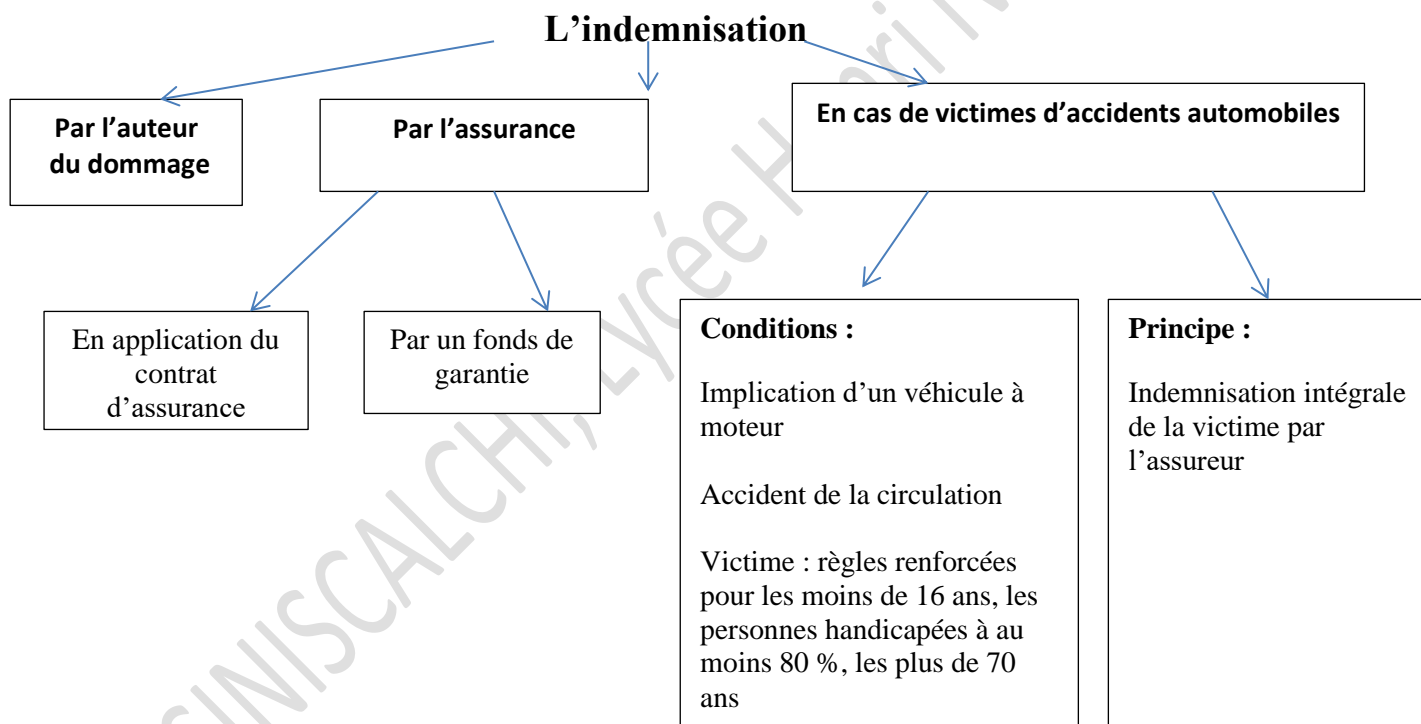 L’indemnisation
Par l’auteur
du dommage
Par l’assurance
En cas de victimes d’accidents automobiles
En application du
contrat
d’assurance
Par un fonds de
garantie
Conditions :
Implication d’un véhicule à
moteur
Accident de la circulation
Victime : règles renforcées
pour les moins de 16 ans, les
personnes handicapées à au
moins 80 %, les plus de 70
ans
Principe :
Indemnisation intégrale
de la victime par
l’assureur
SINISCALCHI, Lycée Henri